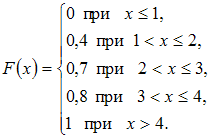 0 при x ≤ 1,
0,4 при 1 < x ≤ 2,
F(x) = 0,7 при 2 < x ≤ 3,
0,8 при 3 < x ≤ 4,
1 при x > 4.